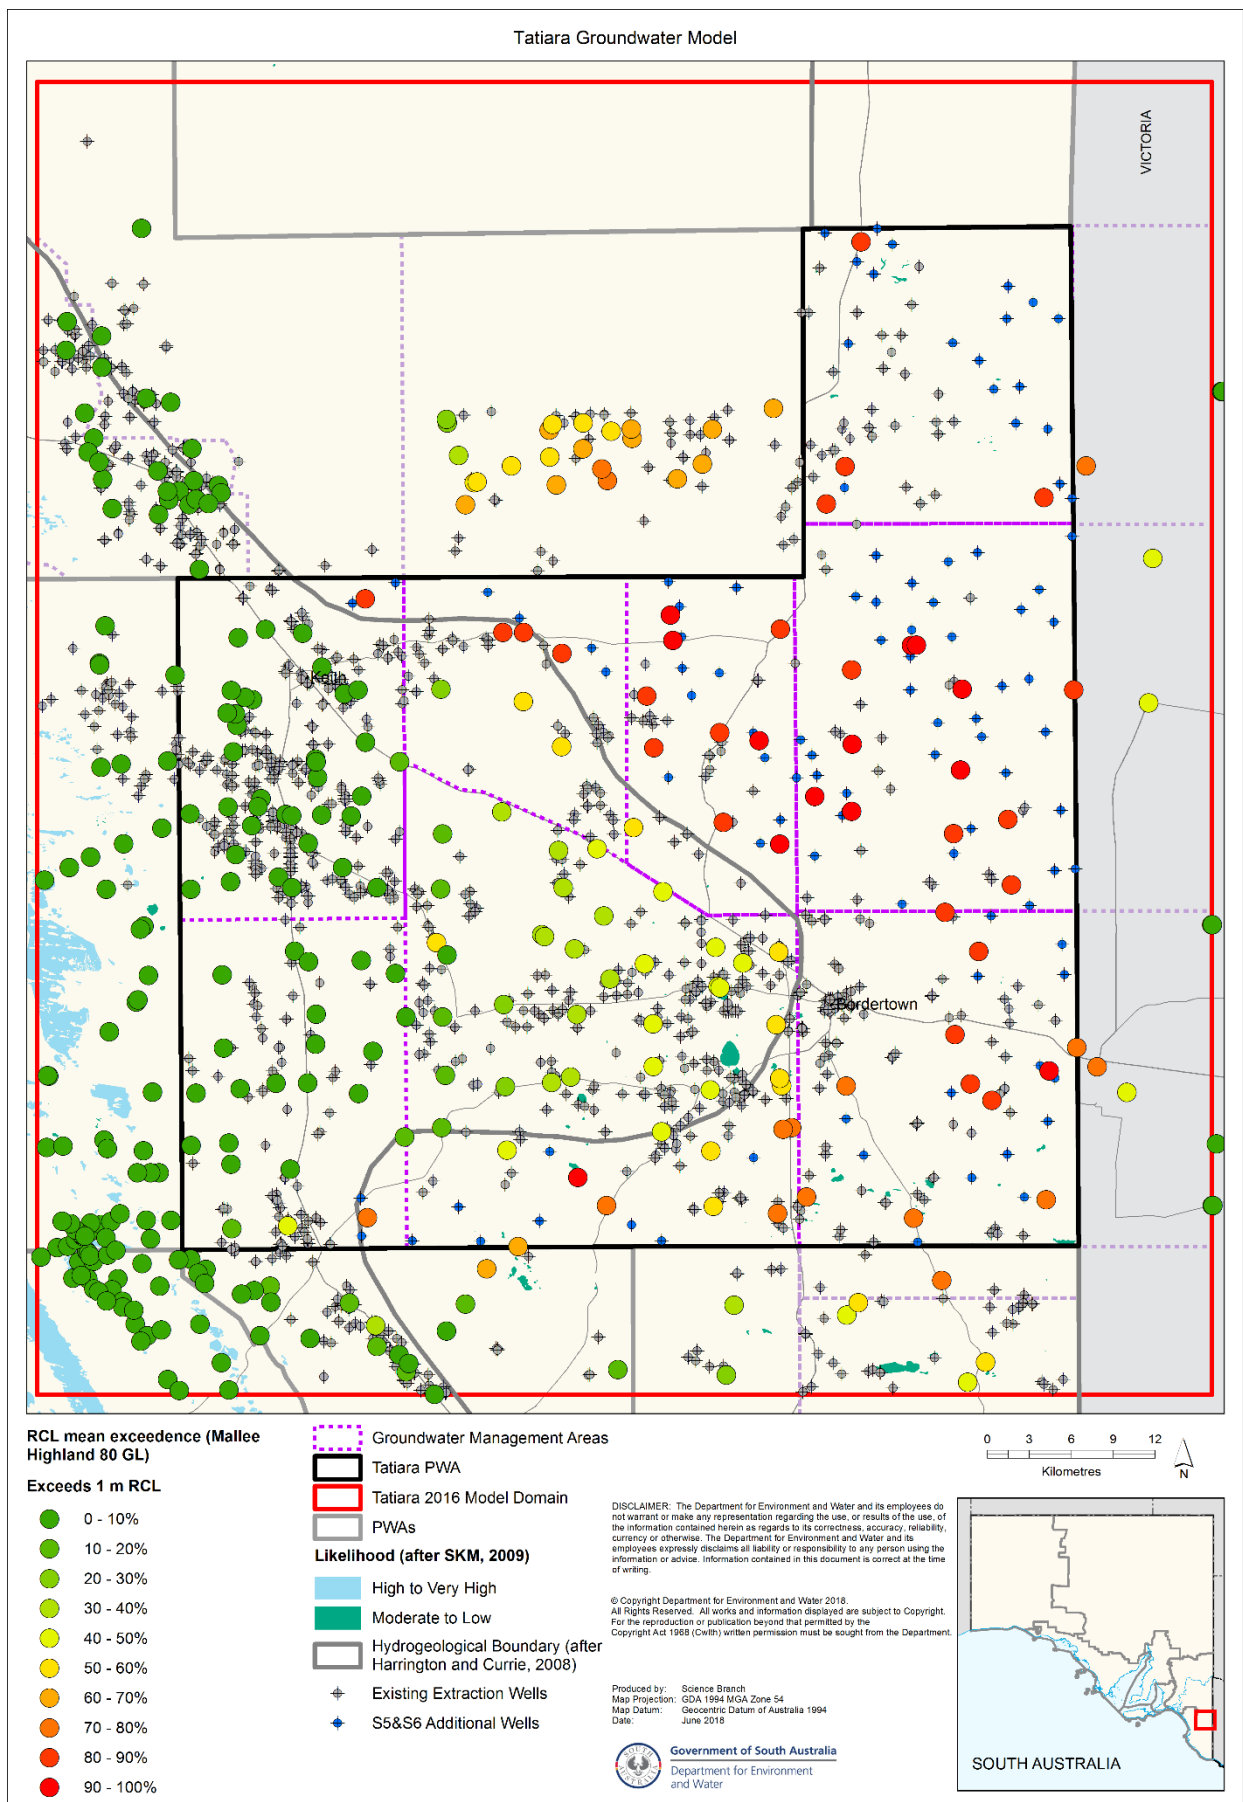 Tatiara Groundwater Model
VICTORIA
Keith
Bordertown
RCL mean exceedence (Mallee
Highland 80 GL)
Exceeds 1 m RCL
0 - 10%
10 - 20%
20 - 30%
30 - 40%
40 - 50%
50 - 60%
60 - 70%
70 - 80%
80 - 90%
90 - 100%
Groundwater Management Areas
Tatiara PWA
Tatiara 2016 Model Domain
PWAs
Likelihood (after SKM, 2009)
High to Very High
Moderate to Low
Hydrogeological Boundary (after
Harrington and Currie, 2008)
Existing Extraction Wells
S5&S6 Additional Wells
0 3 6 9 12
Kilometres
N
DISCLAIMER: The Department for Environment and Water and its employees do
not warrant or make any representation regarding the use, or results of the use, of
the information contained herein as regards to its correctness, accuracy, reliability,
currency or otherwise. The Department for Environment and Water and its
employees expressly disclaims all liability or responsibility to any person using the
information or advice. Information contained in this document is correct at the time
of writing.
© Copyright Department for Environment and Water 2018.
All Rights Reserved. All works and information displayed are subject to Copyright.
For the reproduction or publication beyond that permitted by the
Copyright Act 1968 (Cwlth) written permission must be sought from the Department.
Produced by: Science Branch
Map Projection: GDA 1994 MGA Zone 54
Map Datum: Geocentric Datum of Australia 1994
Date: June 2018
Government of South Australia
Department for Environment
and Water
SOUTH AUSTRALIA